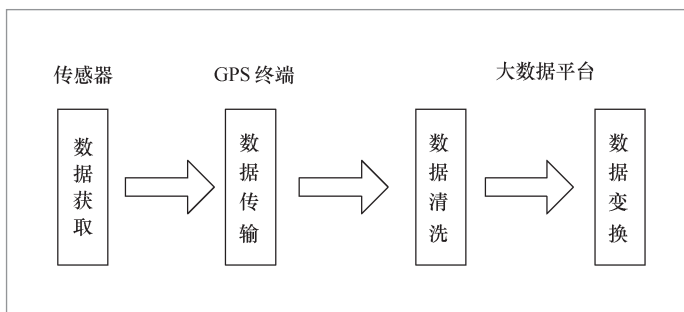 传感器
GPS 终端
大数据平台
数据获取
数据传输
数据清洗
数据变换